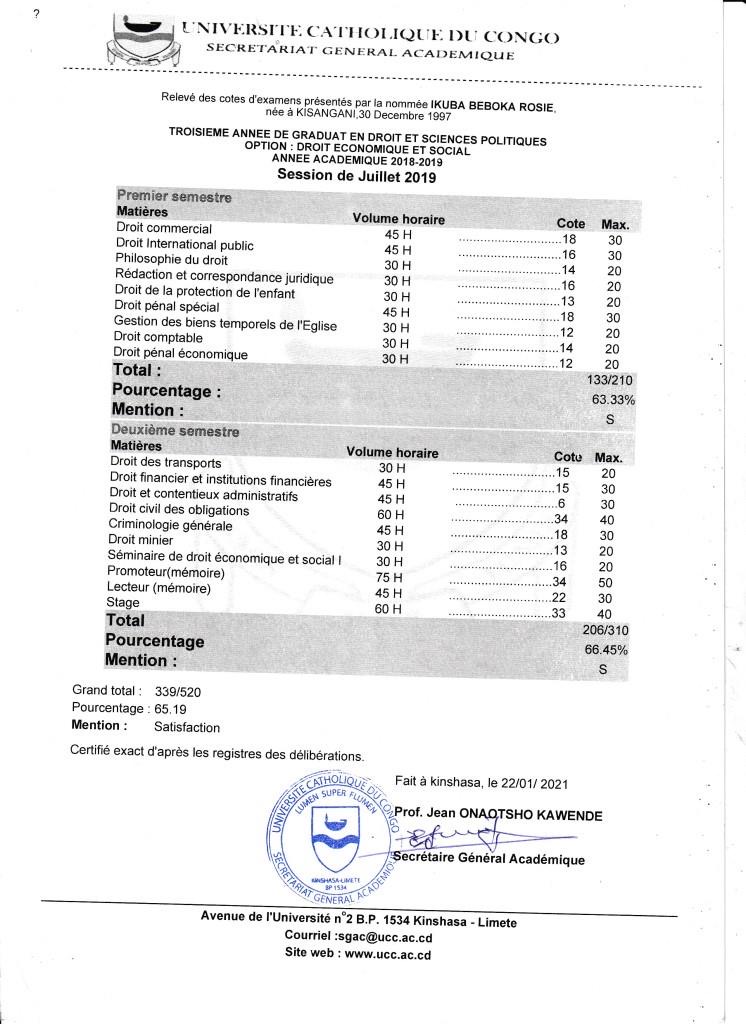 ?
UNIVERSITE CATHOLIQUE DU CONGO
SECRETARIAT GENERAL ACADEMIQUE
Relevé des cotes d'examens présentés par la nommée IKUBA BEBOKA ROSIE,
née à KISANGANI,30 Decembre 1997
TROISIEME ANNEE DE GRADUAT EN DROIT ET SCIENCES POLITIQUES
OPTION : DROIT ECONOMIQUE ET SOCIAL
ANNEE ACADEMIQUE 2018-2019
Session de Juillet 2019
Premier semestre
Matières Volume horaire Cote Max.
Droit commercial 45 H ............................18 30
Droit International public 45 H ............................16 30
Philosophie du droit 30 H ............................14 20
Rédaction et correspondance juridique 30 H ............................16 20
Droit de la protection de l'enfant 30 H ............................13 20
Droit pénal spécial 45 H ............................18 30
Gestion des biens temporels de l'Eglise 30 H ............................12 20
Droit comptable 30 H ............................14 20
Droit pénal économique 30 H ............................12 20
Total : 133/210
Pourcentage : 63.33%
Mention : S
Deuxième semestre
Matières Volume horaire Cote Max.
Droit des transports 30 H ............................15 20
Droit financier et institutions financières 45 H ............................15 30
Droit et contentieux administratifs 45 H ............................6 30
Droit civil des obligations 60 H ............................34 40
Criminologie générale 45 H ............................18 30
Droit minier 30 H ............................13 20
Séminaire de droit économique et social I 30 H ............................16 20
Promoteur(mémoire) 75 H ............................34 50
Lecteur (mémoire) 45 H ............................22 30
Stage 60 H ............................33 40
Total 206/310
Pourcentage 66.45%
Mention : S
Grand total : 339/520
Pourcentage : 65.19
Mention : Satisfaction
Certifié exact d'après les registres des délibérations.
Fait à kinshasa, le 22/01/ 2021
Prof. Jean ONAOTSHO KAWENDE
Secrétaire Général Académique
UNIVERSITE CATHOLIQUE DU CONGO
LUMEN SUPER FLUMEN
KINSHASA-LIMETE
BP 1534
SECRETARIAT GENERAL ACADEMIQUE
Avenue de l'Université n°2 B.P. 1534 Kinshasa - Limete
Courriel :sgac@ucc.ac.cd
Site web : www.ucc.ac.cd